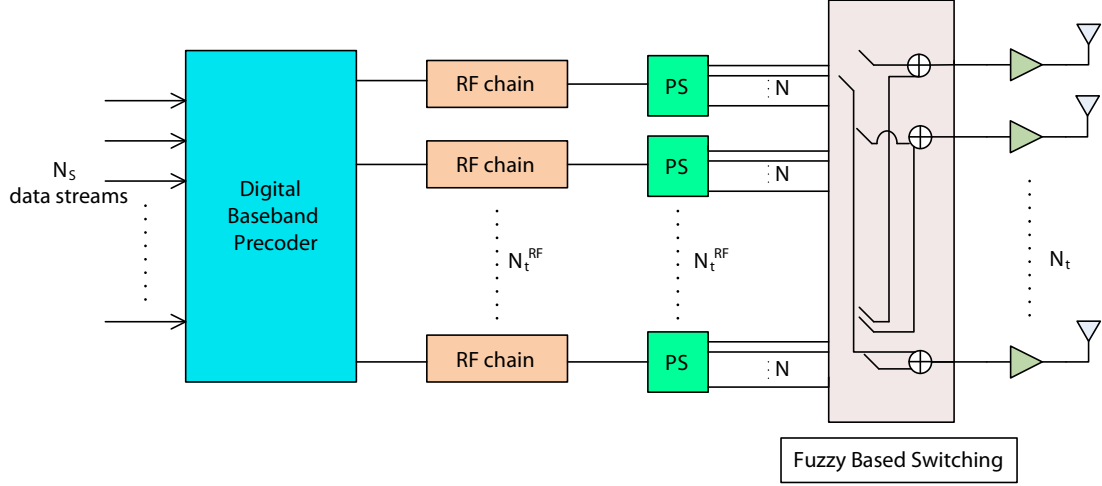 N_S
data streams
Digital
Baseband
Precoder
RF chain
RF chain
N_t^RF
RF chain
PS
PS
N_t^RF
PS
N
N
N
N_t
Fuzzy Based Switching